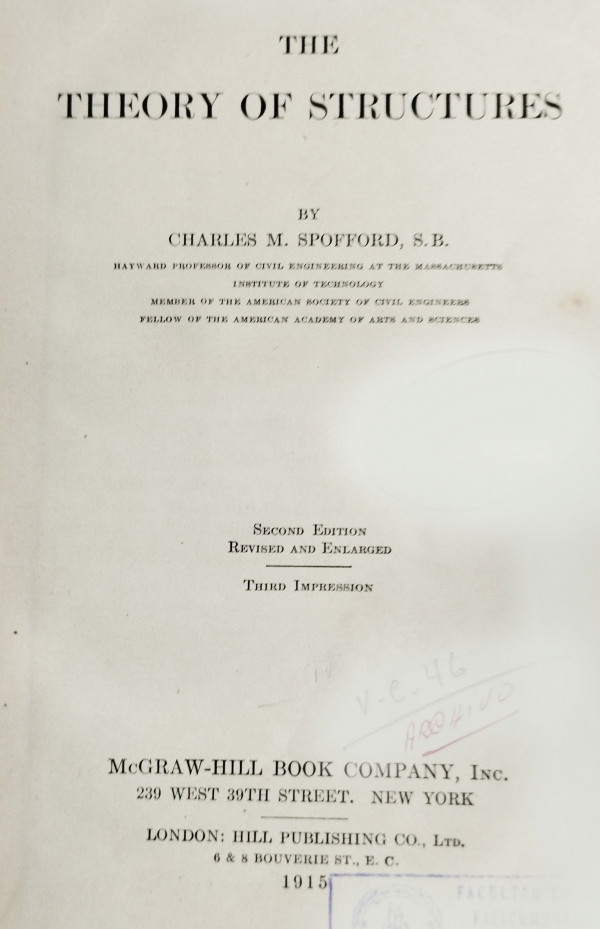 THE
THEORY OF STRUCTURES
BY
CHARLES M. SPOFFORD, S.B.
HAYWARD PROFESSOR OF CIVIL ENGINEERING AT THE MASSACHUSETTS
INSTITUTE OF TECHNOLOGY
MEMBER OF THE AMERICAN SOCIETY OF CIVIL ENGINEERS
FELLOW OF THE AMERICAN ACADEMY OF ARTS AND SCIENCES
SECOND EDITION
REVISED AND ENLARGED
THIRD IMPRESSION
V-C-46
ARCHIVO
McGRAW-HILL BOOK COMPANY, INC.
239 WEST 39TH STREET. NEW YORK
LONDON: HILL PUBLISHING CO., LTD.
6 & 8 BOUVERIE ST., E. C.
1915